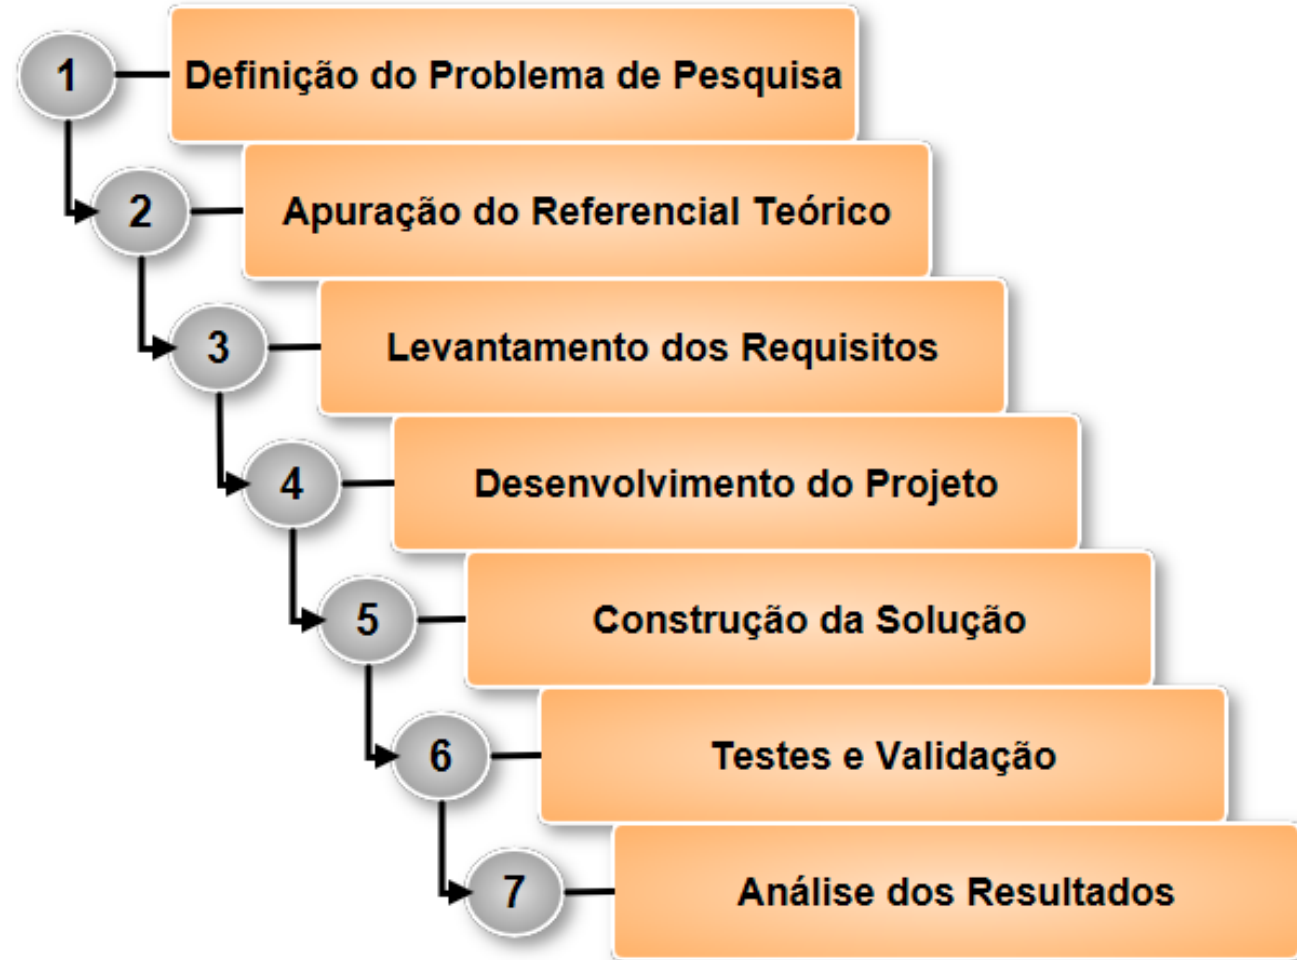 1 Definição do Problema de Pesquisa
2 Apuração do Referencial Teórico
3 Levantamento dos Requisitos
4 Desenvolvimento do Projeto
5 Construção da Solução
6 Testes e Validação
7 Análise dos Resultados